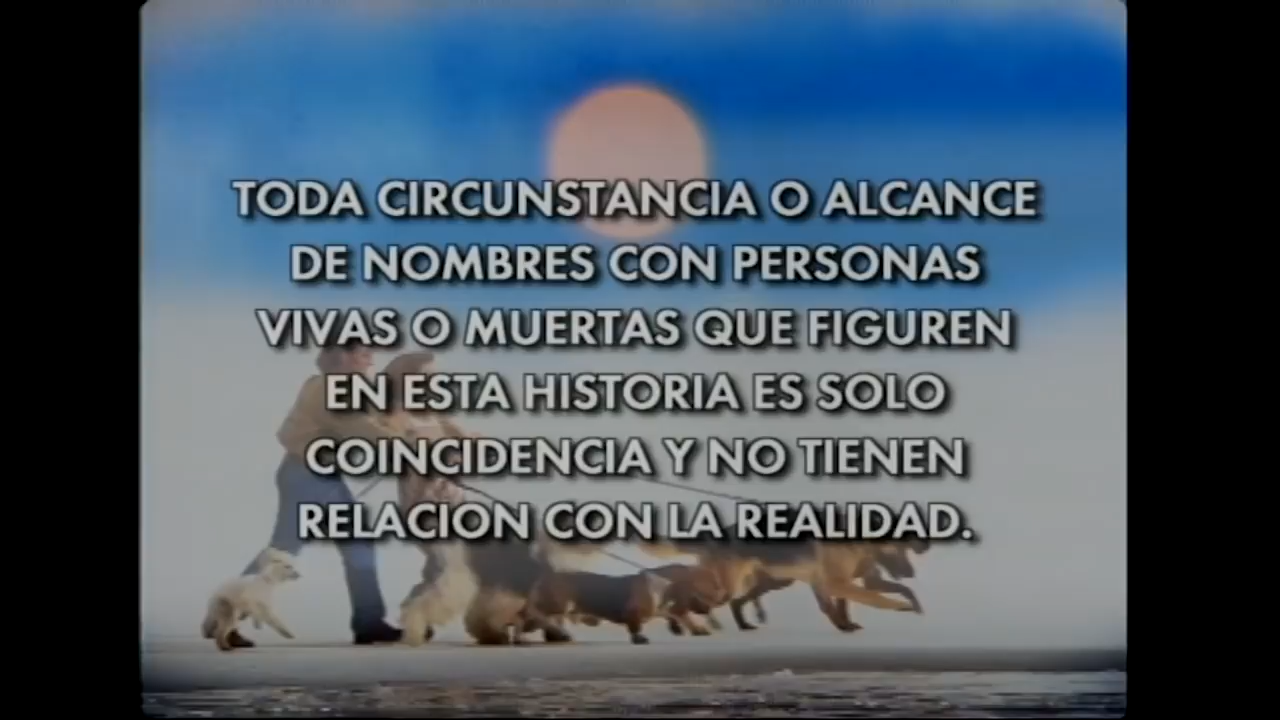 TODA CIRCUNSTANCIA O ALCANCE
DE NOMBRES CON PERSONAS
VIVAS O MUERTAS QUE FIGUREN
EN ESTA HISTORIA ES SOLO
COINCIDENCIA Y NO TIENEN
RELACION CON LA REALIDAD.